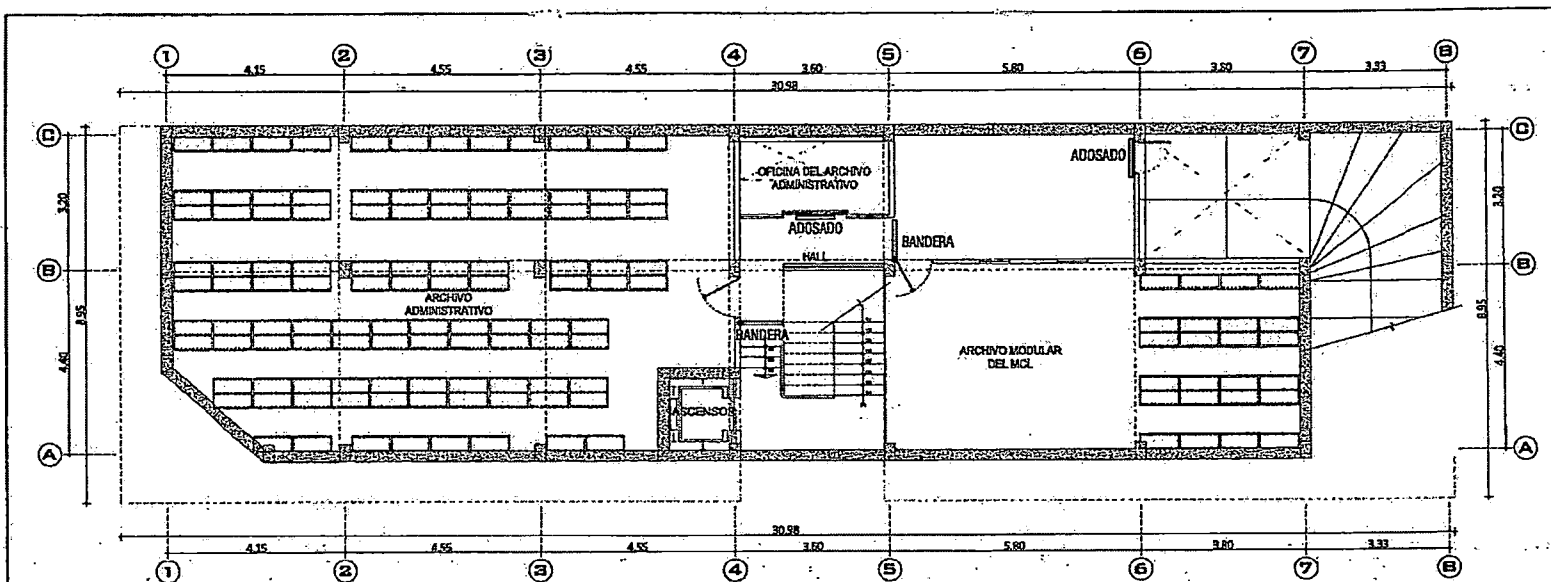 1 2 3 4 5 6 7 8
4.15 4.55 4.55 3.60 5.80 3.80 3.33
30.98
C C
ADOSADO
OFICINA DEL ARCHIVO
ADMINISTRATIVO
3.20 3.20
ADOSADO
BANDERA
HALL
B B
ARCHIVO
ADMINISTRATIVO
8.95 8.95
BANDERA
ARCHIVO MODULAR
DEL MCL
4.40 4.40
ASCENSOR
A A
30.98
4.15 4.55 3.60 5.80 3.80 3.33
1 2 3 4 5 6 7 8